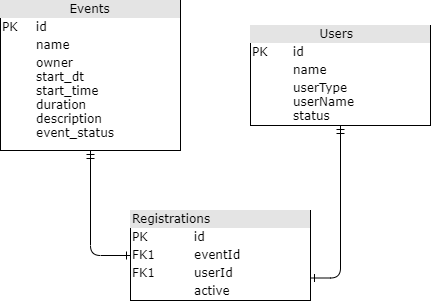 Events
PK id
name
owner
start_dt
start_time
duration
description
event_status
Users
PK id
name
userType
userName
status
Registrations
PK id
FK1 eventId
FK1 userId
active